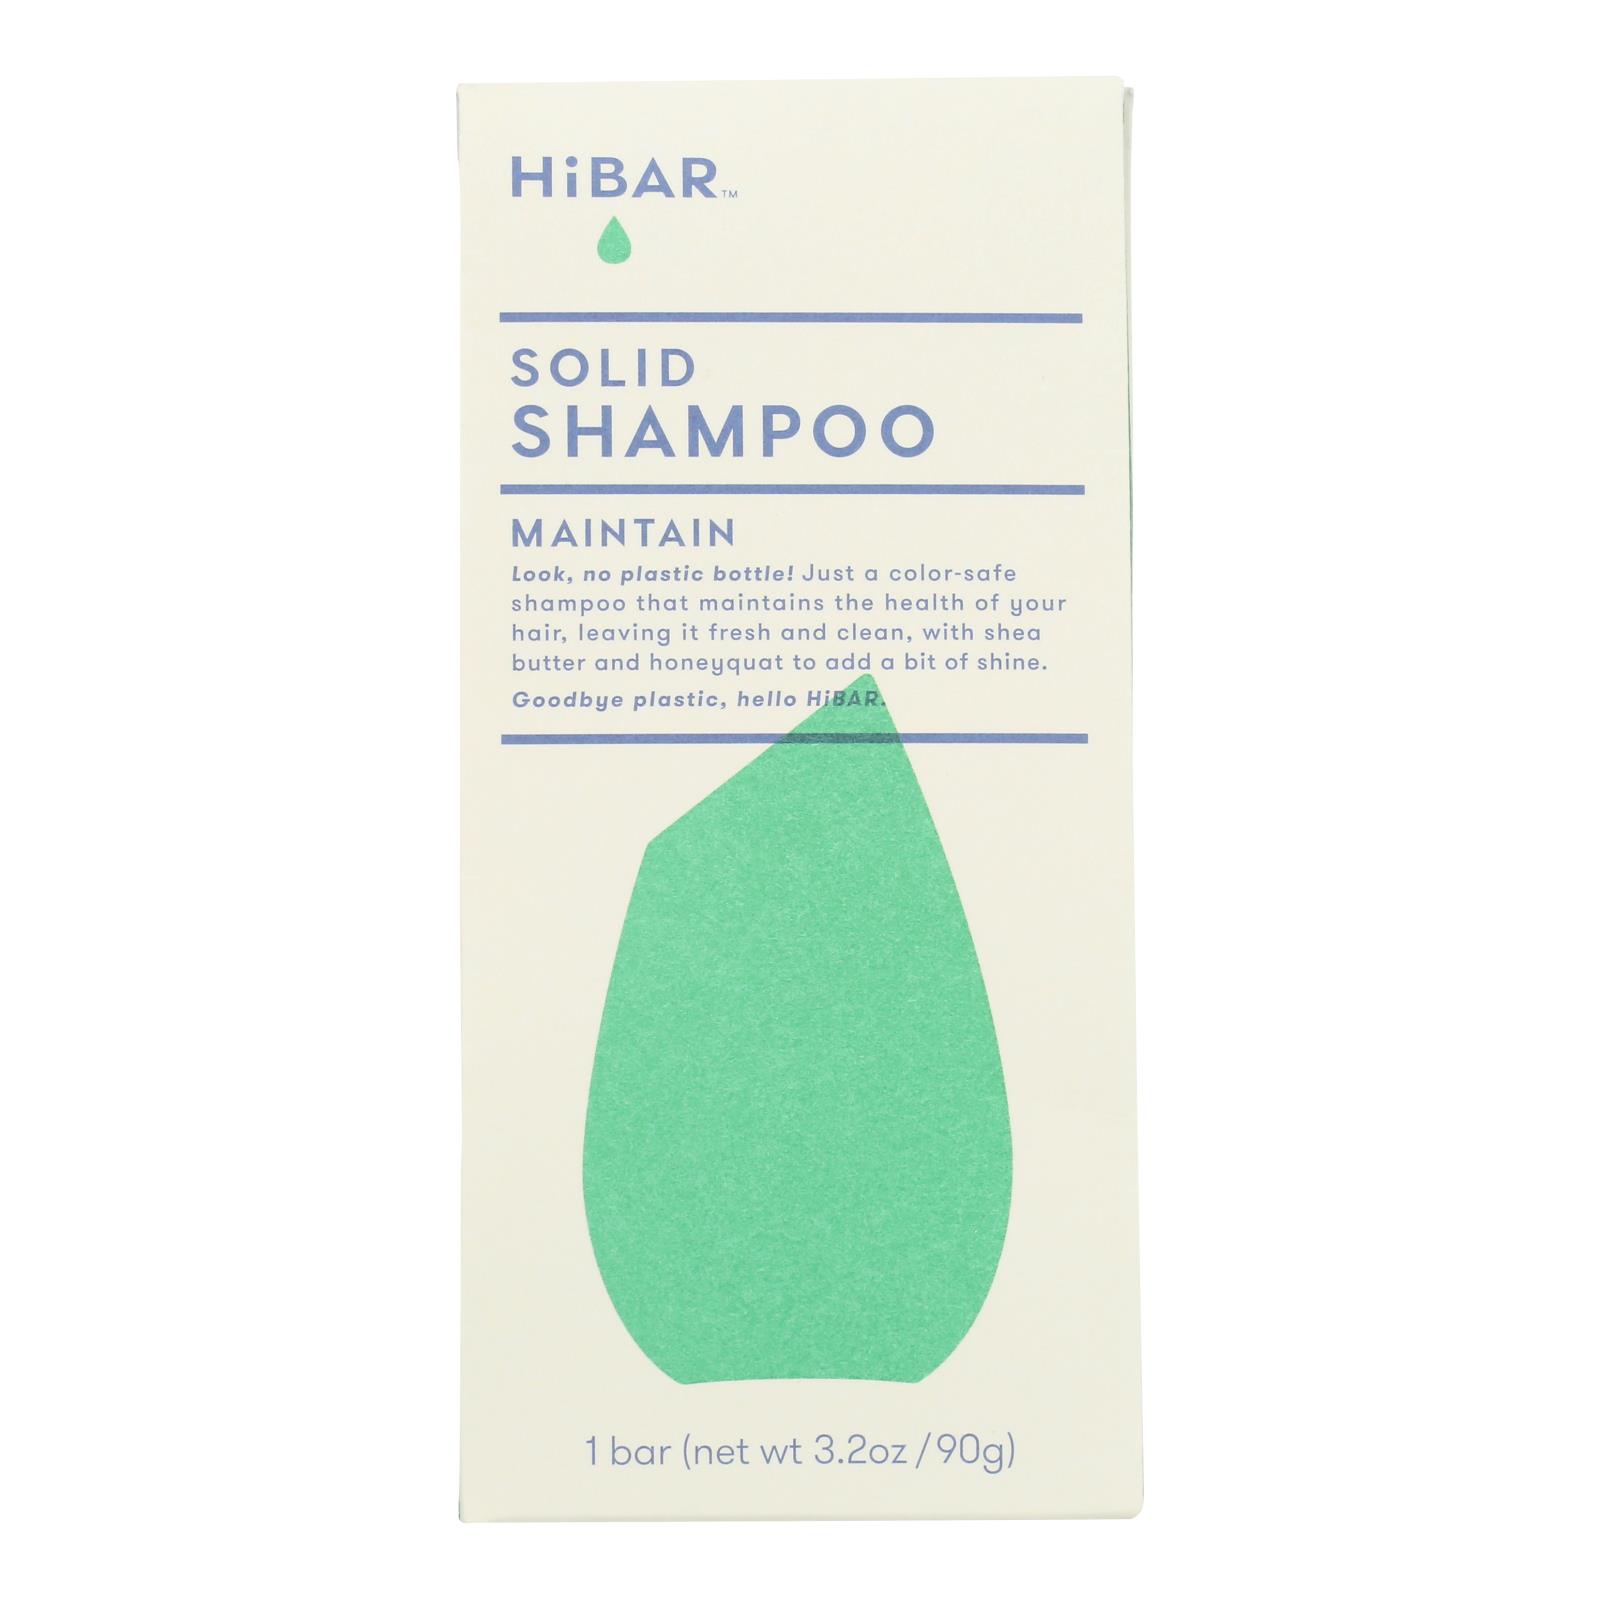 HiBAR™
SOLID
SHAMPOO
MAINTAIN
Look, no plastic bottle! Just a color-safe
shampoo that maintains the health of your
hair, leaving it fresh and clean, with shea
butter and honeyquat to add a bit of shine.
Goodbye plastic, hello HiBAR.
1 bar (net wt 3.2oz / 90g)